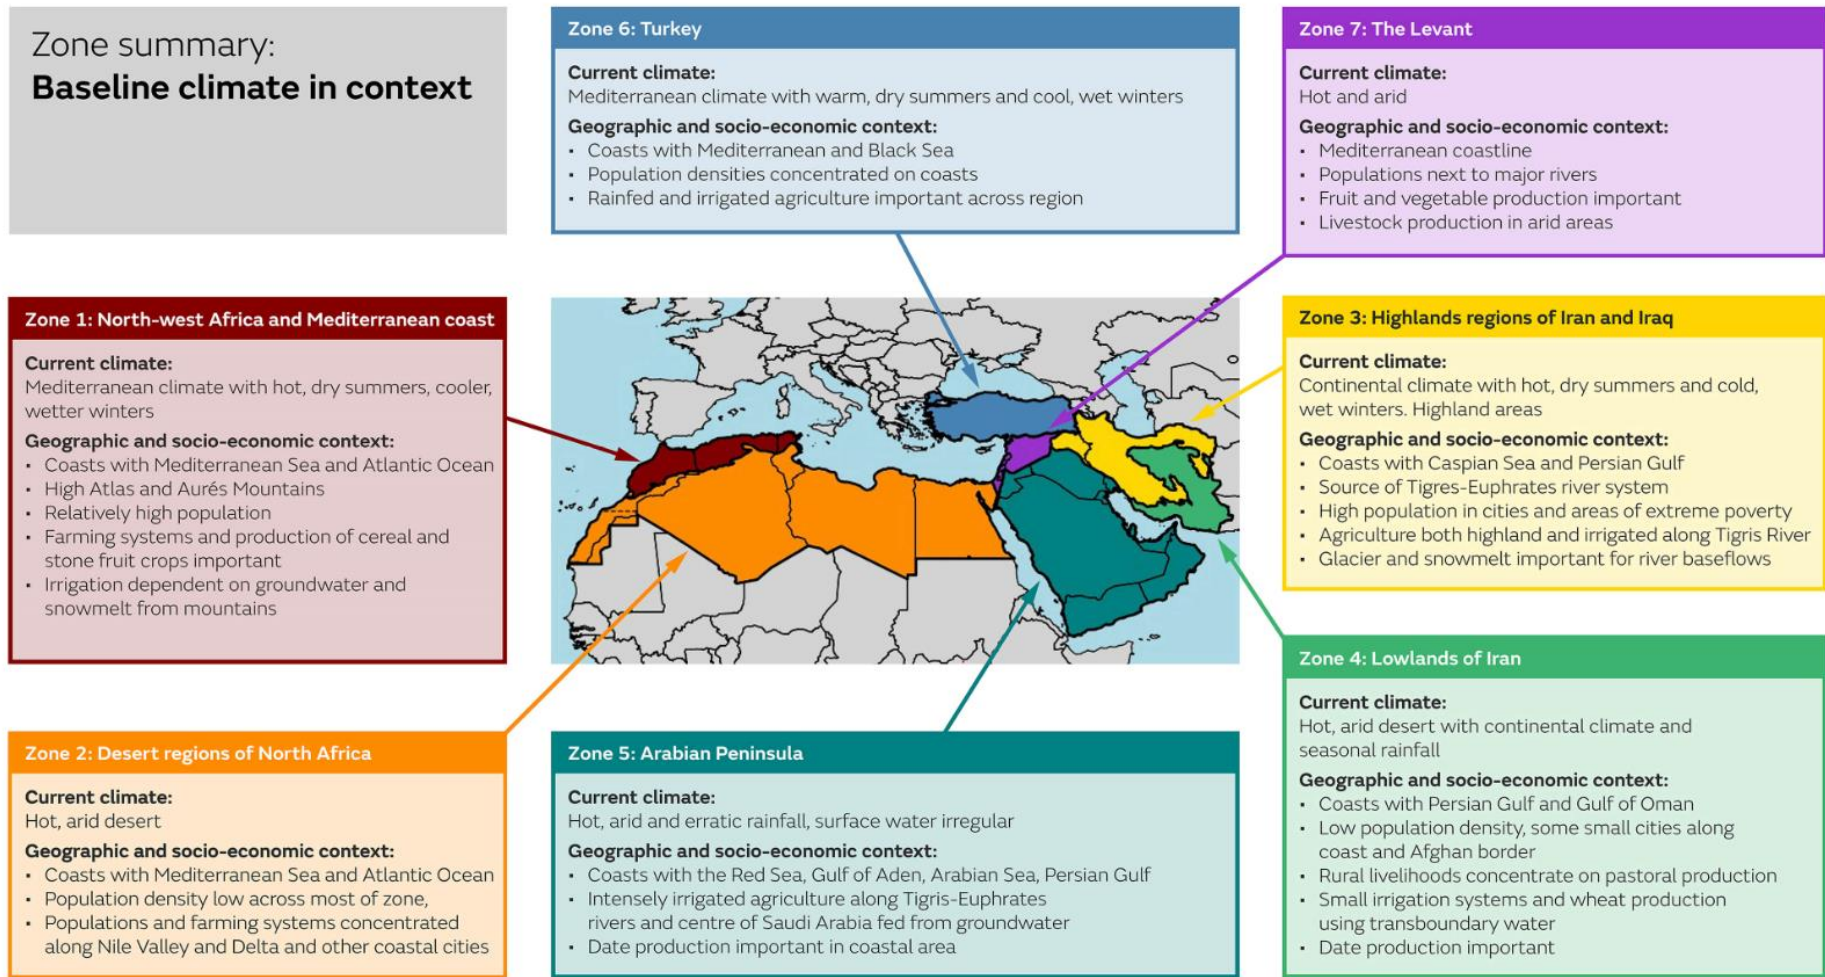 Zone summary:
Baseline climate in context
Zone 6: Turkey
Current climate:
Mediterranean climate with warm, dry summers and cool, wet winters
Geographic and socio-economic context:
• Coasts with Mediterranean and Black Sea
• Population densities concentrated on coasts
• Rainfed and irrigated agriculture important across region
Zone 7: The Levant
Current climate:
Hot and arid
Geographic and socio-economic context:
• Mediterranean coastline
• Populations next to major rivers
• Fruit and vegetable production important
• Livestock production in arid areas
Zone 1: North-west Africa and Mediterranean coast
Current climate:
Mediterranean climate with hot, dry summers, cooler,
wetter winters
Geographic and socio-economic context:
• Coasts with Mediterranean Sea and Atlantic Ocean
• High Atlas and Aurés Mountains
• Relatively high population
• Farming systems and production of cereal and
stone fruit crops important
• Irrigation dependent on groundwater and
snowmelt from mountains
Zone 3: Highlands regions of Iran and Iraq
Current climate:
Continental climate with hot, dry summers and cold,
wet winters. Highland areas
Geographic and socio-economic context:
• Coasts with Caspian Sea and Persian Gulf
• Source of Tigres-Euphrates river system
• High population in cities and areas of extreme poverty
• Agriculture both highland and irrigated along Tigris River
• Glacier and snowmelt important for river baseflows
Zone 2: Desert regions of North Africa
Current climate:
Hot, arid desert
Geographic and socio-economic context:
• Coasts with Mediterranean Sea and Atlantic Ocean
• Population density low across most of zone,
• Populations and farming systems concentrated
along Nile Valley and Delta and other coastal cities
Zone 5: Arabian Peninsula
Current climate:
Hot, arid and erratic rainfall, surface water irregular
Geographic and socio-economic context:
• Coasts with the Red Sea, Gulf of Aden, Arabian Sea, Persian Gulf
• Intensely irrigated agriculture along Tigris-Euphrates
rivers and centre of Saudi Arabia fed from groundwater
• Date production important in coastal area
Zone 4: Lowlands of Iran
Current climate:
Hot, arid desert with continental climate and
seasonal rainfall
Geographic and socio-economic context:
• Coasts with Persian Gulf and Gulf of Oman
• Low population density, some small cities along
coast and Afghan border
• Rural livelihoods concentrate on pastoral production
• Small irrigation systems and wheat production
using transboundary water
• Date production important